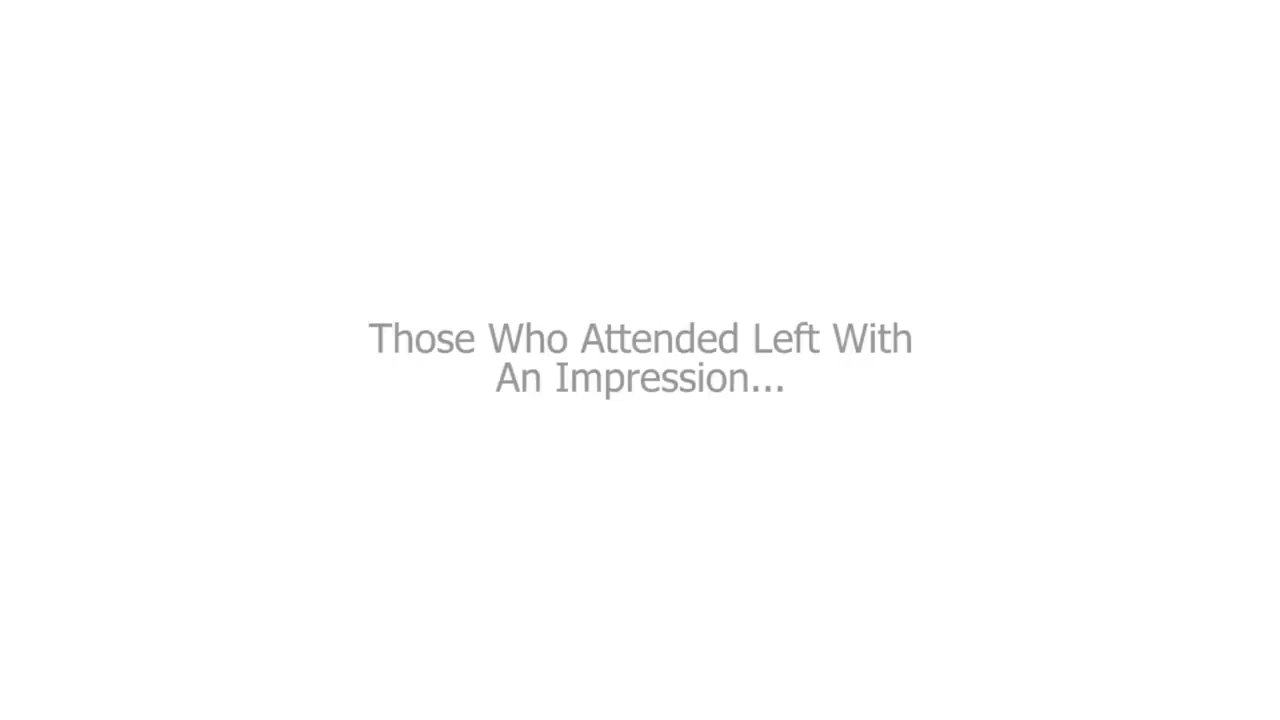 Those Who Attended Left With
An Impression...